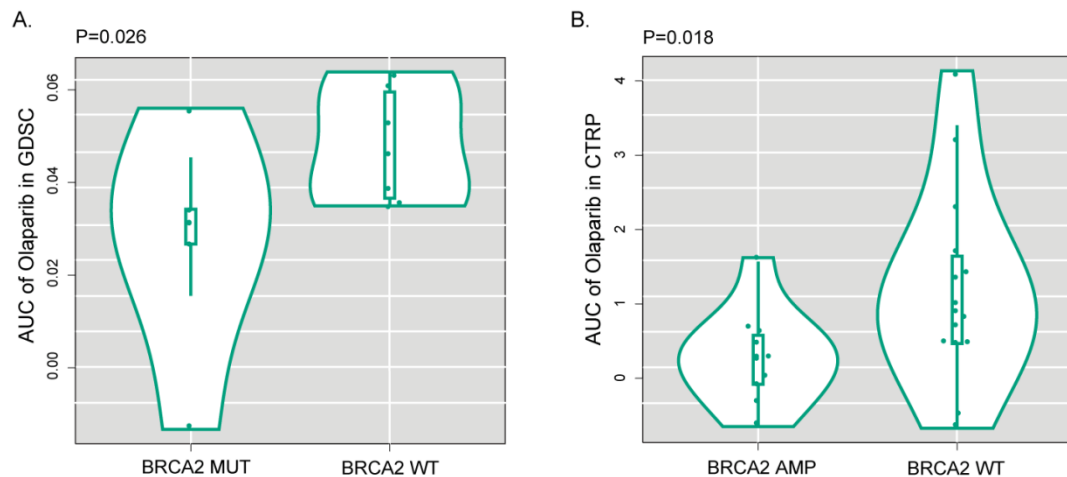 A.
P=0.026
AUC of Olaparib in GDSC
0.06
0.04
0.02
0.00
BRCA2 MUT
BRCA2 WT
B.
P=0.018
AUC of Olaparib in CTRP
4
3
2
1
0
BRCA2 AMP
BRCA2 WT